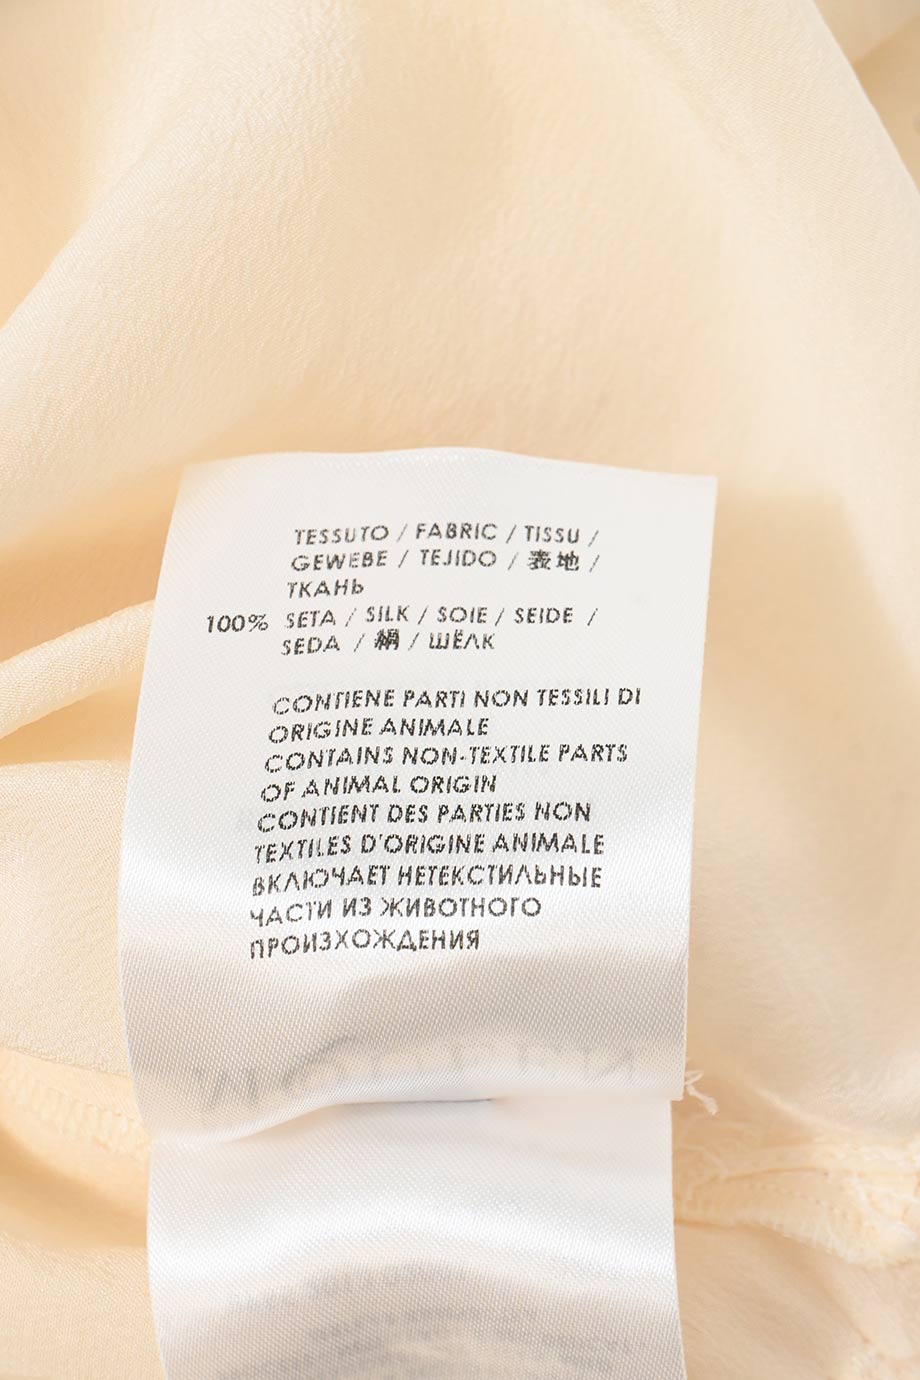 TESSUTO / FABRIC / TISSU /
GEWEBE / TEJIDO / 表地 /
ТКАНЬ
100% SETA / SILK / SOIE / SEIDE /
SEDA / 絹 / ШЁЛК
CONTIENE PARTI NON TESSILI DI
ORIGINE ANIMALE
CONTAINS NON-TEXTILE PARTS
OF ANIMAL ORIGIN
CONTIENT DES PARTIES NON
TEXTILES D'ORIGINE ANIMALE
ВКЛЮЧАЕТ НЕТЕКСТИЛЬНЫЕ
ЧАСТИ ИЗ ЖИВОТНОГО
ПРОИЗХОЖДЕНИЯ